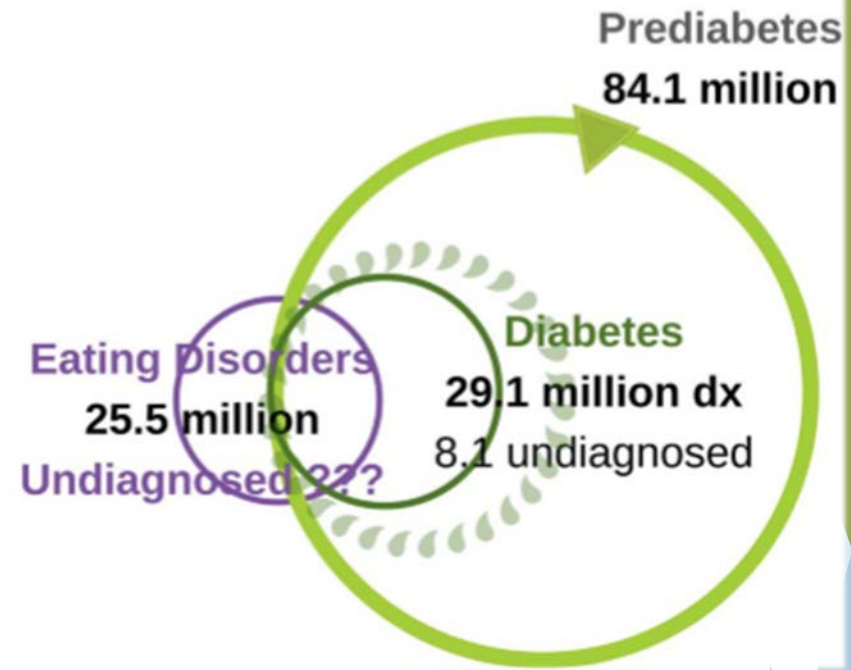 Prediabetes
84.1 million
Eating Disorders
25.5 million
Undiagnosed ???
Diabetes
29.1 million dx
8.1 undiagnosed